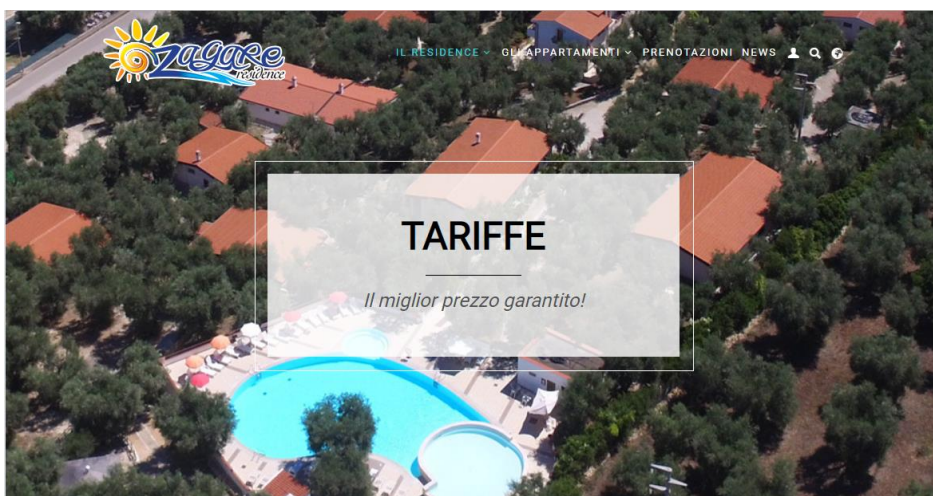 Zagare
residence
IL RESIDENCE GLI APPARTAMENTI PRENOTAZIONI NEWS
TARIFFE
Il miglior prezzo garantito!